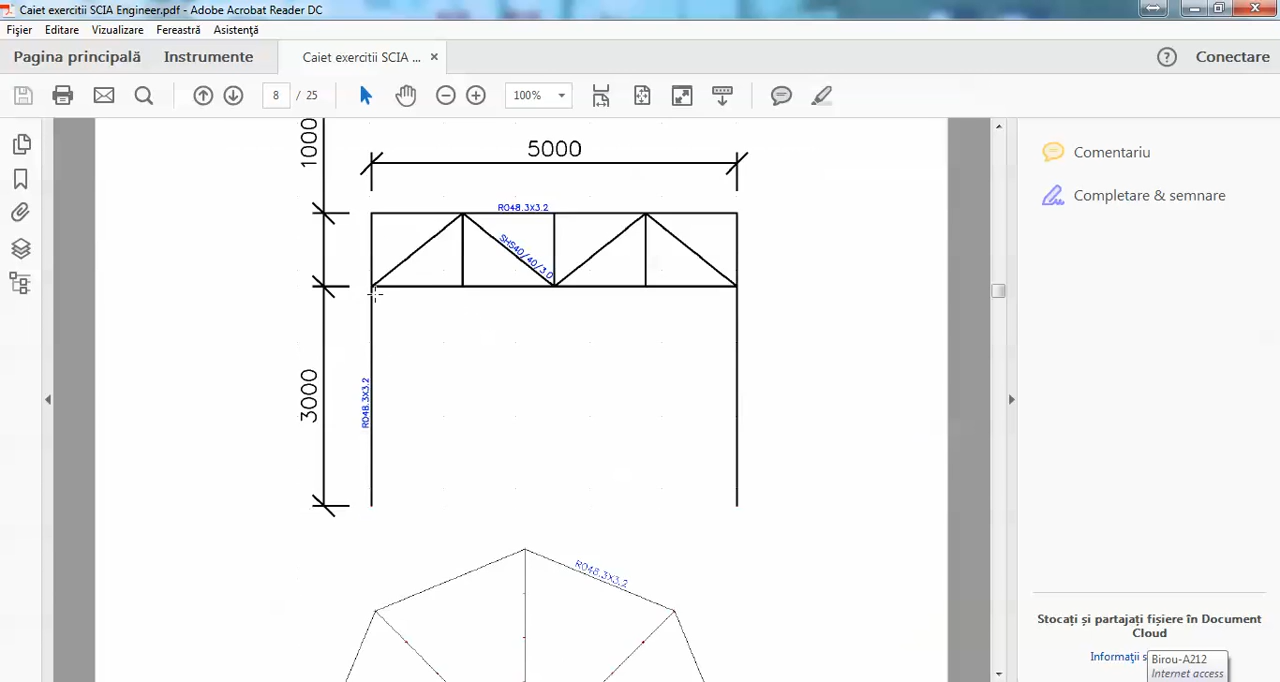 Caiet exercitii SCIA Engineer.pdf - Adobe Acrobat Reader DC
Fișier Editare Vizualizare Fereastră Asistenţă
Pagina principală Instrumente Caiet exercitii SCIA ... × ? Conectare
8 / 25 100%
1000
5000
RO48.3X3.2
SHS40/40/3.0
3000
RO48.3X3.2
RO48.3X3.2
Comentariu
Completare & semnare
Stocați și partajați fișiere în Document
Cloud
Informații s
Birou-A212
Internet access